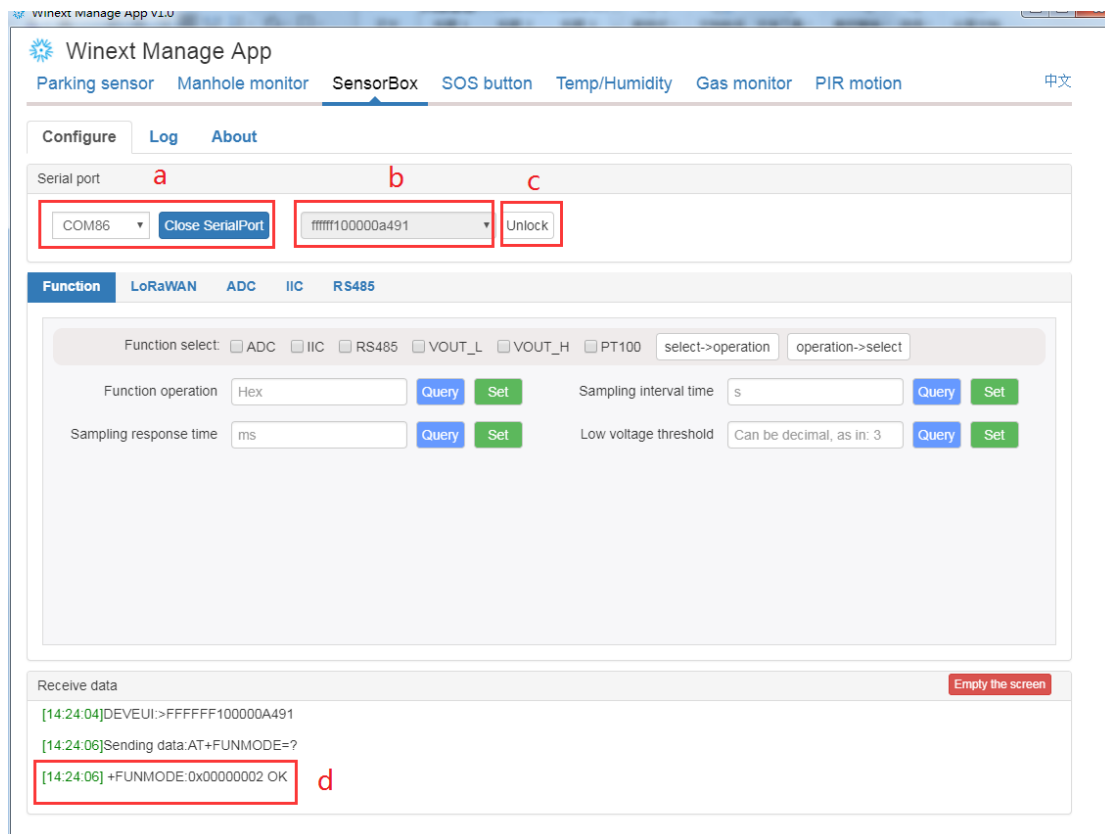 Winext Manage App v1.0
Winext Manage App
Parking sensor Manhole monitor SensorBox SOS button Temp/Humidity Gas monitor PIR motion 中文
Configure Log About
Serial port a b c
COM86 Close SerialPort ffffff100000a491 Unlock
Function LoRaWAN ADC IIC RS485
Function select: ADC IIC RS485 VOUT_L VOUT_H PT100 select->operation operation->select
Function operation Hex Query Set Sampling interval time s Query Set
Sampling response time ms Query Set Low voltage threshold Can be decimal, as in: 3 Query Set
Receive data Empty the screen
[14:24:04]DEVEUI:>FFFFFF100000A491
[14:24:06]Sending data:AT+FUNMODE=?
[14:24:06] +FUNMODE:0x00000002 OK d